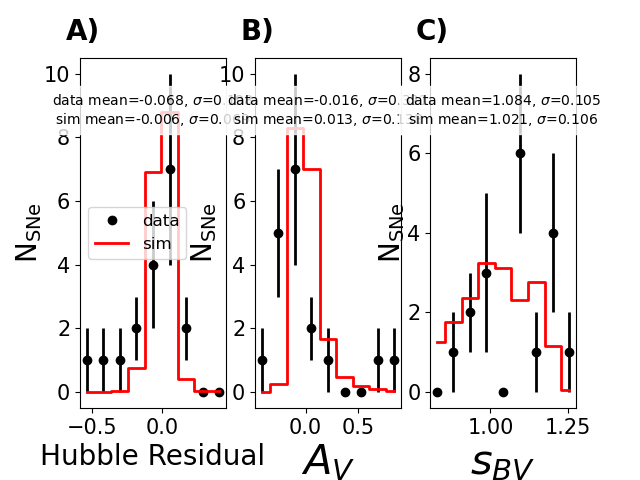 A)
B)
C)
data mean=-0.068, σ=0.
sim mean=-0.006, σ=0.0
data mean=-0.016, σ=0.
sim mean=0.013, σ=0.13
data mean=1.084, σ=0.105
sim mean=1.021, σ=0.106
10
8
6
4
2
0
N_SNe
data
sim
−0.5
0.0
Hubble Residual
10
8
6
4
2
0
N_SNe
0.0
0.5
A_V
8
6
4
2
0
N_SNe
1.00
1.25
s_BV